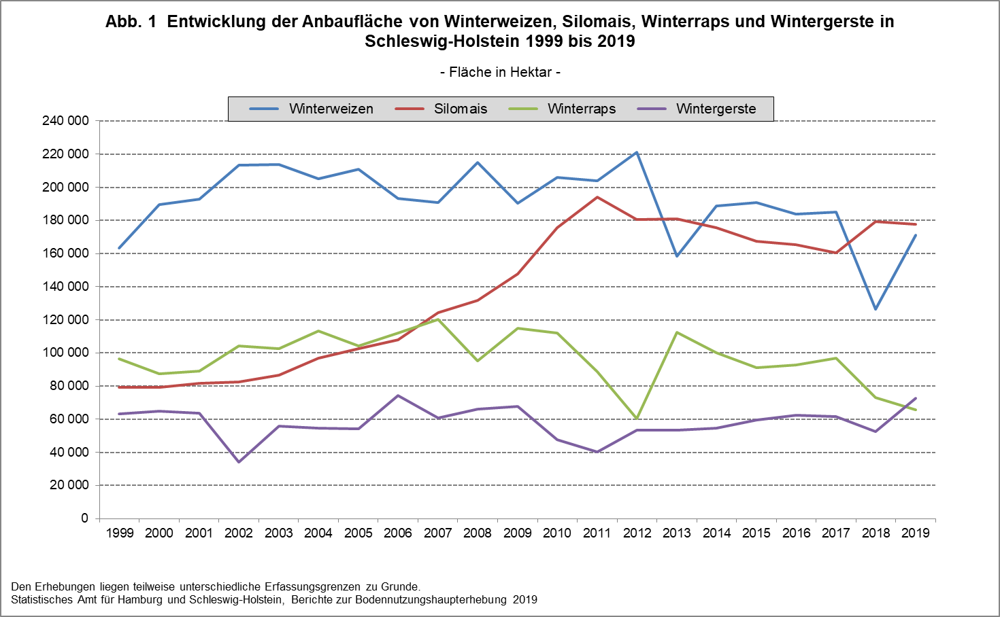 Abb. 1  Entwicklung der Anbaufläche von Winterweizen, Silomais, Winterraps und Wintergerste in
Schleswig-Holstein 1999 bis 2019
- Fläche in Hektar -
Winterweizen Silomais Winterraps Wintergerste
240 000
220 000
200 000
180 000
160 000
140 000
120 000
100 000
80 000
60 000
40 000
20 000
0
1999 2000 2001 2002 2003 2004 2005 2006 2007 2008 2009 2010 2011 2012 2013 2014 2015 2016 2017 2018 2019
Den Erhebungen liegen teilweise unterschiedliche Erfassungsgrenzen zu Grunde.
Statistisches Amt für Hamburg und Schleswig-Holstein, Berichte zur Bodennutzungshaupterhebung 2019